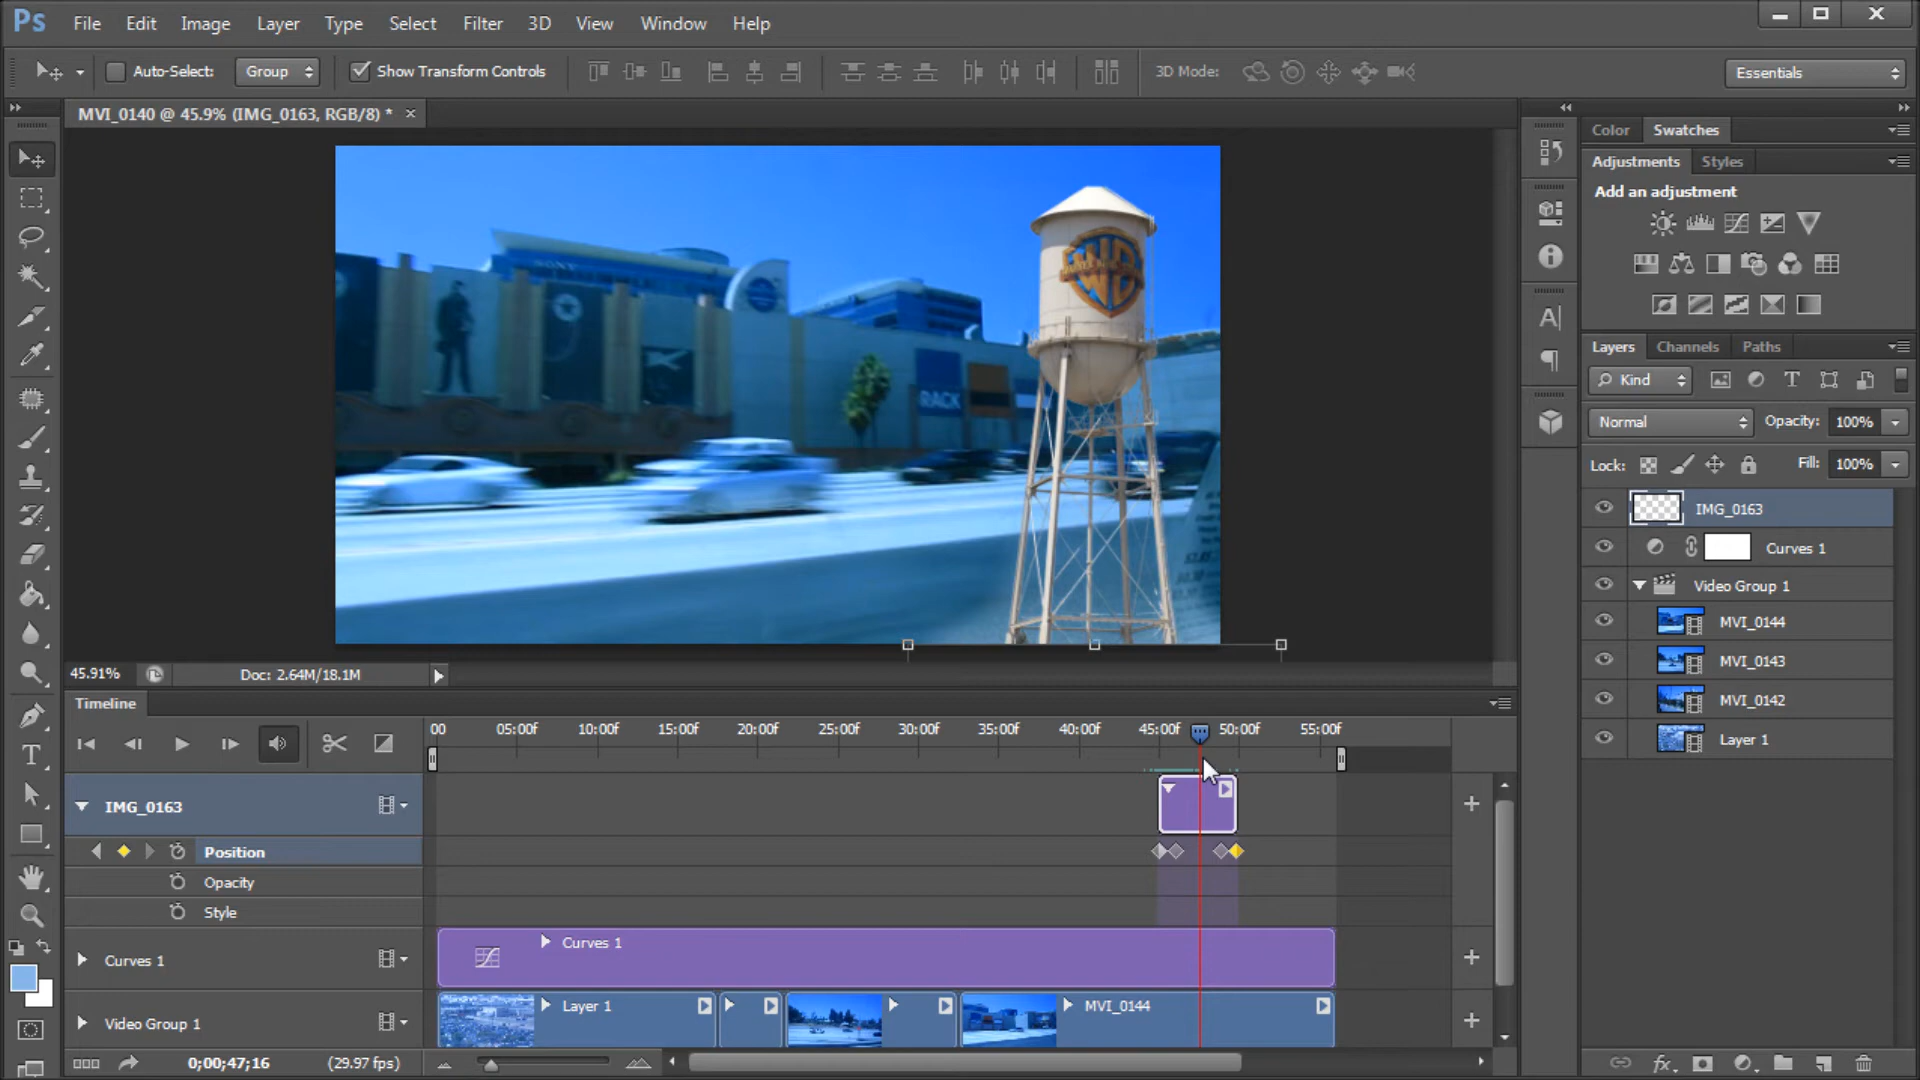 Ps File Edit Image Layer Type Select Filter 3D View Window Help
Auto-Select: Group Show Transform Controls 3D Mode: Essentials
MVI_0140 @ 45.9% (IMG_0163, RGB/8) * ×
Color Swatches
Adjustments Styles
Add an adjustment
SONY
RACK
Layers Channels Paths
Kind
Normal Opacity: 100%
Lock: Fill: 100%
IMG_0163
Curves 1
Video Group 1
MVI_0144
MVI_0143
MVI_0142
Layer 1
45.91% Doc: 2.64M/18.1M
Timeline
00 05:00f 10:00f 15:00f 20:00f 25:00f 30:00f 35:00f 40:00f 45:00f 50:00f 55:00f
IMG_0163
Position
Opacity
Style
Curves 1 Curves 1
Video Group 1 Layer 1 MVI_0144
0;00;47;16 (29.97 fps)